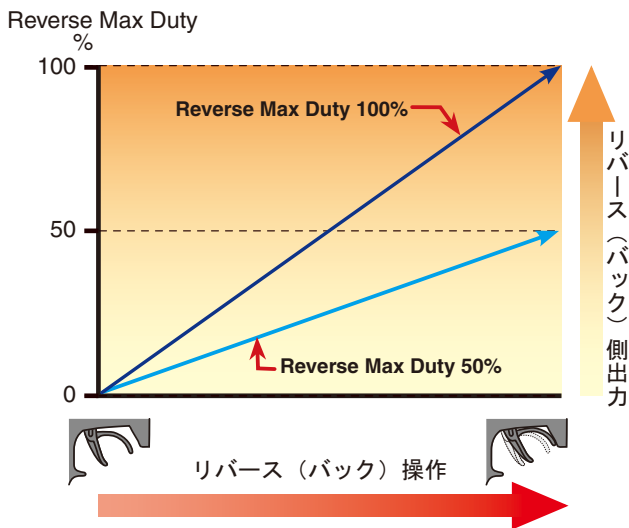 Reverse Max Duty
%
100
Reverse Max Duty 100%
50
Reverse Max Duty 50%
0
リバース（バック）側出力
リバース（バック）操作